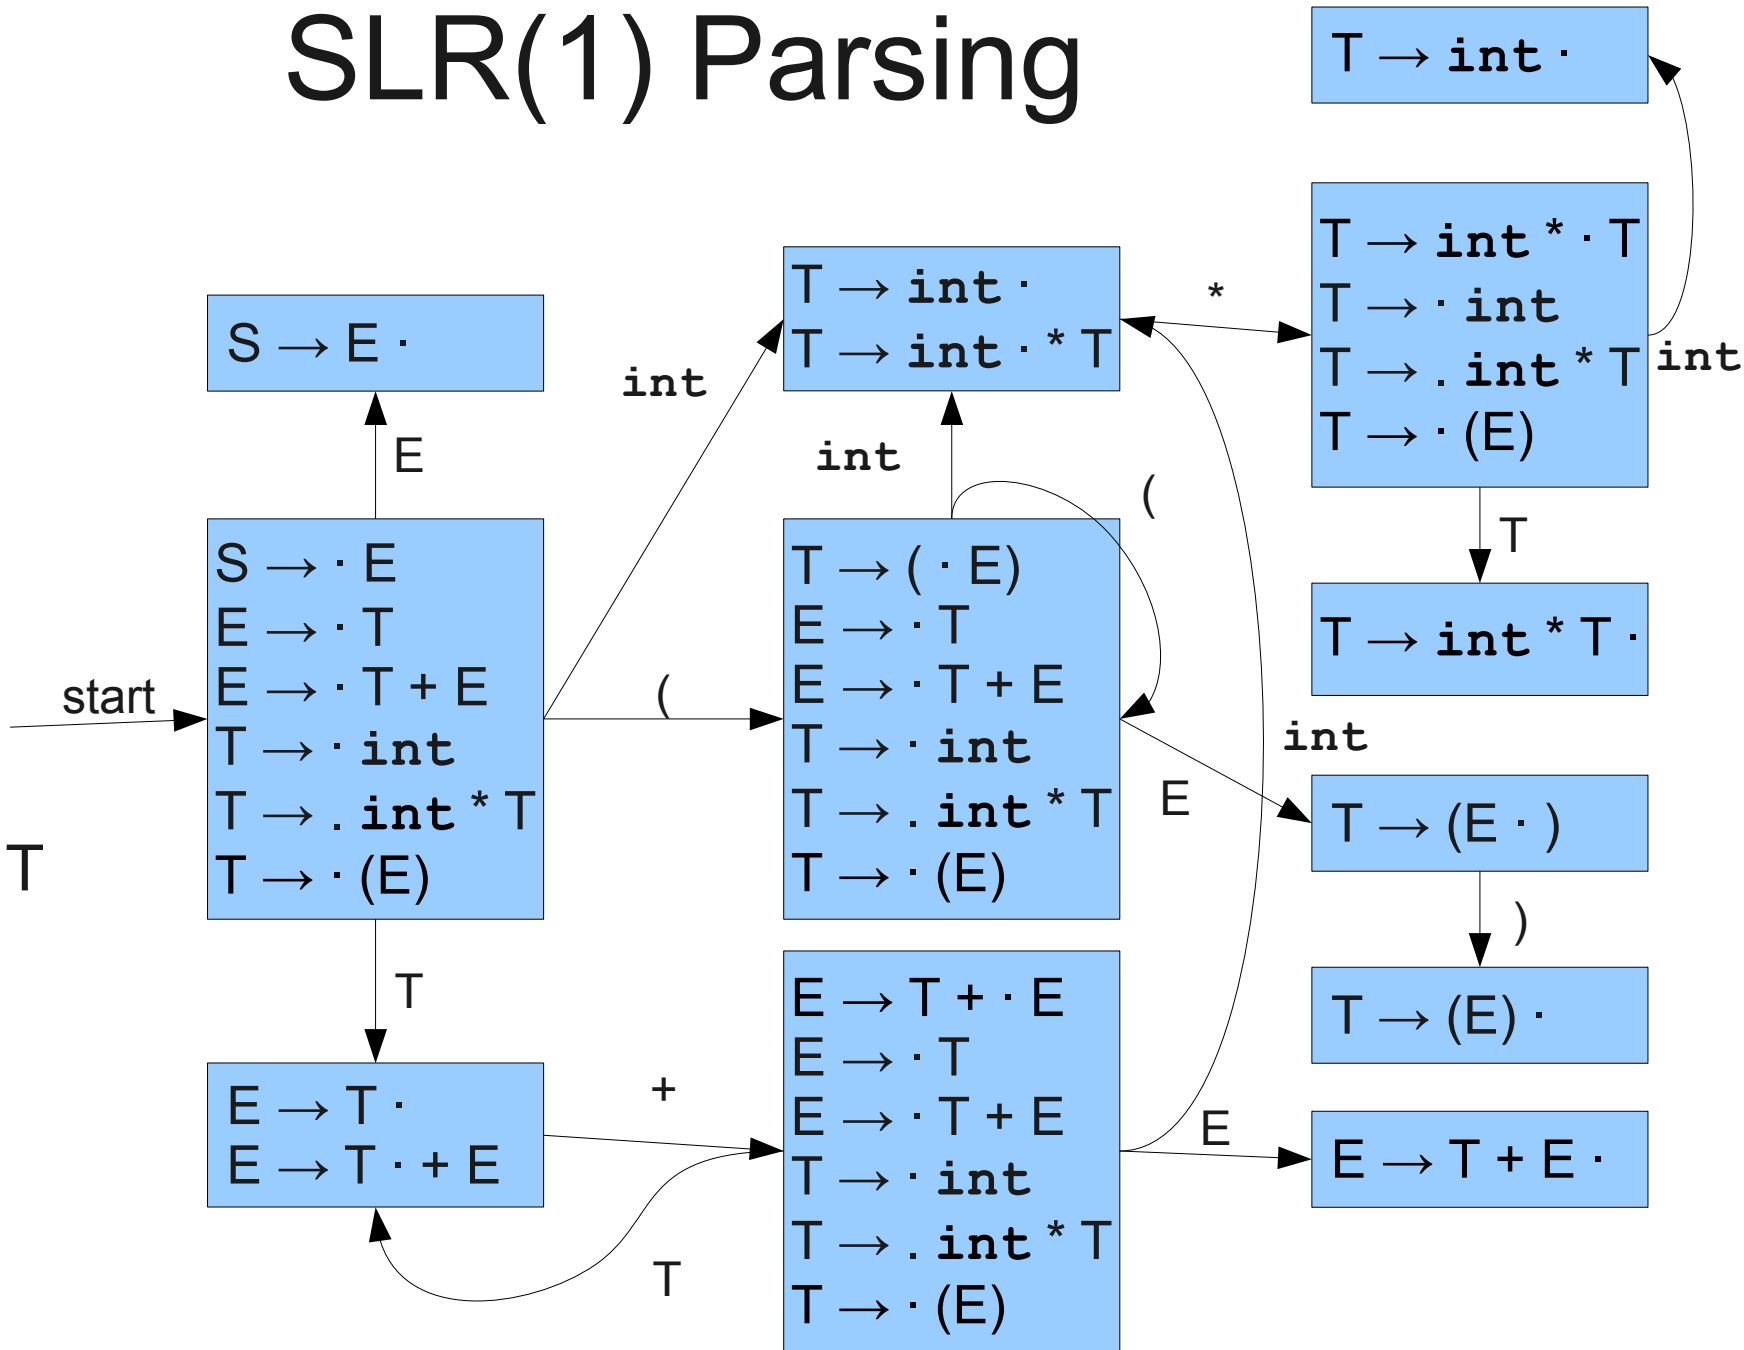 SLR(1) Parsing
T → int ·
T → int * · T
T → · int
T → . int * T
T → · (E)
int
T → int ·
T → int · * T
*
S → E ·
int
E
int
(
T
S → · E
E → · T
E → · T + E
T → · int
T → . int * T
T → · (E)
start
(
T → ( · E)
E → · T
E → · T + E
T → · int
T → . int * T
T → · (E)
T → int * T ·
int
E
T → (E · )
)
T → (E) ·
T
T
E → T ·
E → T · + E
+
T
E → T + · E
E → · T
E → · T + E
T → · int
T → . int * T
T → · (E)
E
E → T + E ·